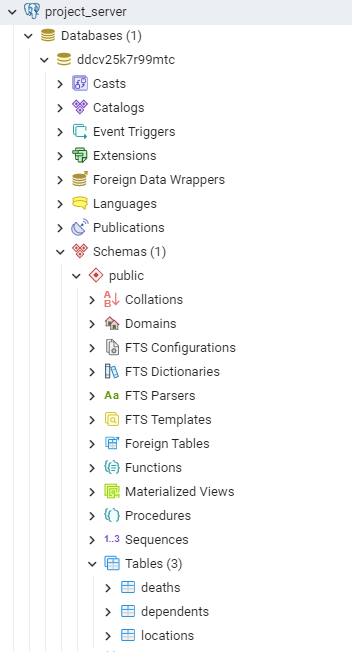 project_server
Databases (1)
ddcv25k7r99mtc
Casts
Catalogs
Event Triggers
Extensions
Foreign Data Wrappers
Languages
Publications
Schemas (1)
public
A
B
Collations
Domains
FTS Configurations
FTS Dictionaries
Aa FTS Parsers
FTS Templates
Foreign Tables
Functions
Materialized Views
Procedures
1..3 Sequences
Tables (3)
deaths
dependents
locations